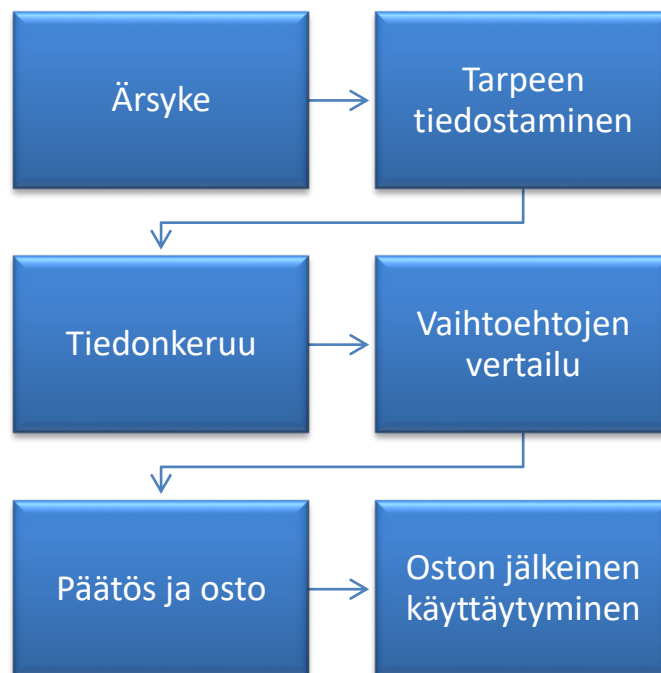 Ärsyke
Tarpeen
tiedostaminen
Tiedonkeruu
Vaihtoehtojen
vertailu
Päätös ja osto
Oston jälkeinen
käyttäytyminen